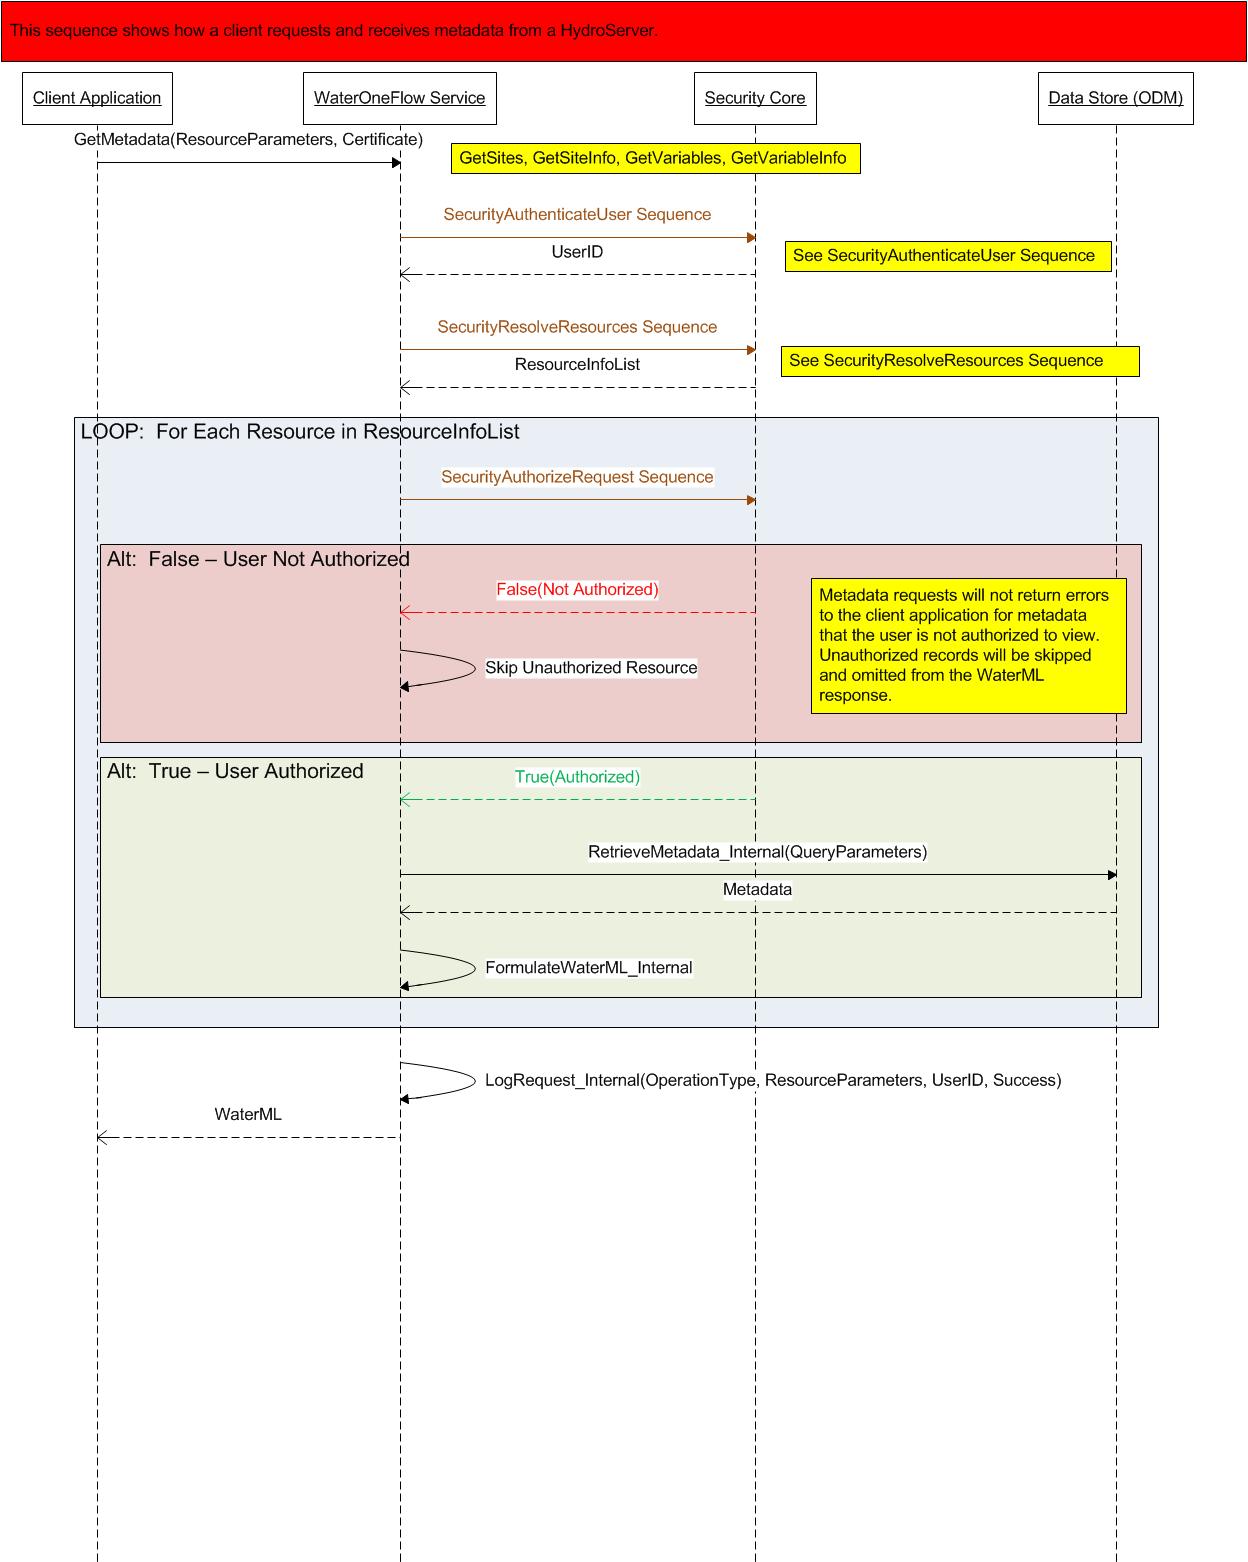 This sequence shows how a client requests and receives metadata from a HydroServer.
Client Application
WaterOneFlow Service
Security Core
Data Store (ODM)
GetMetadata(ResourceParameters, Certificate)
GetSites, GetSiteInfo, GetVariables, GetVariableInfo
SecurityAuthenticateUser Sequence
UserID
See SecurityAuthenticateUser Sequence
SecurityResolveResources Sequence
ResourceInfoList
See SecurityResolveResources Sequence
LOOP:  For Each Resource in ResourceInfoList
SecurityAuthorizeRequest Sequence
Alt:  False – User Not Authorized
False(Not Authorized)
Skip Unauthorized Resource
Metadata requests will not return errors
to the client application for metadata
that the user is not authorized to view.
Unauthorized records will be skipped
and omitted from the WaterML
response.
Alt:  True – User Authorized
True(Authorized)
RetrieveMetadata_Internal(QueryParameters)
Metadata
FormulateWaterML_Internal
LogRequest_Internal(OperationType, ResourceParameters, UserID, Success)
WaterML